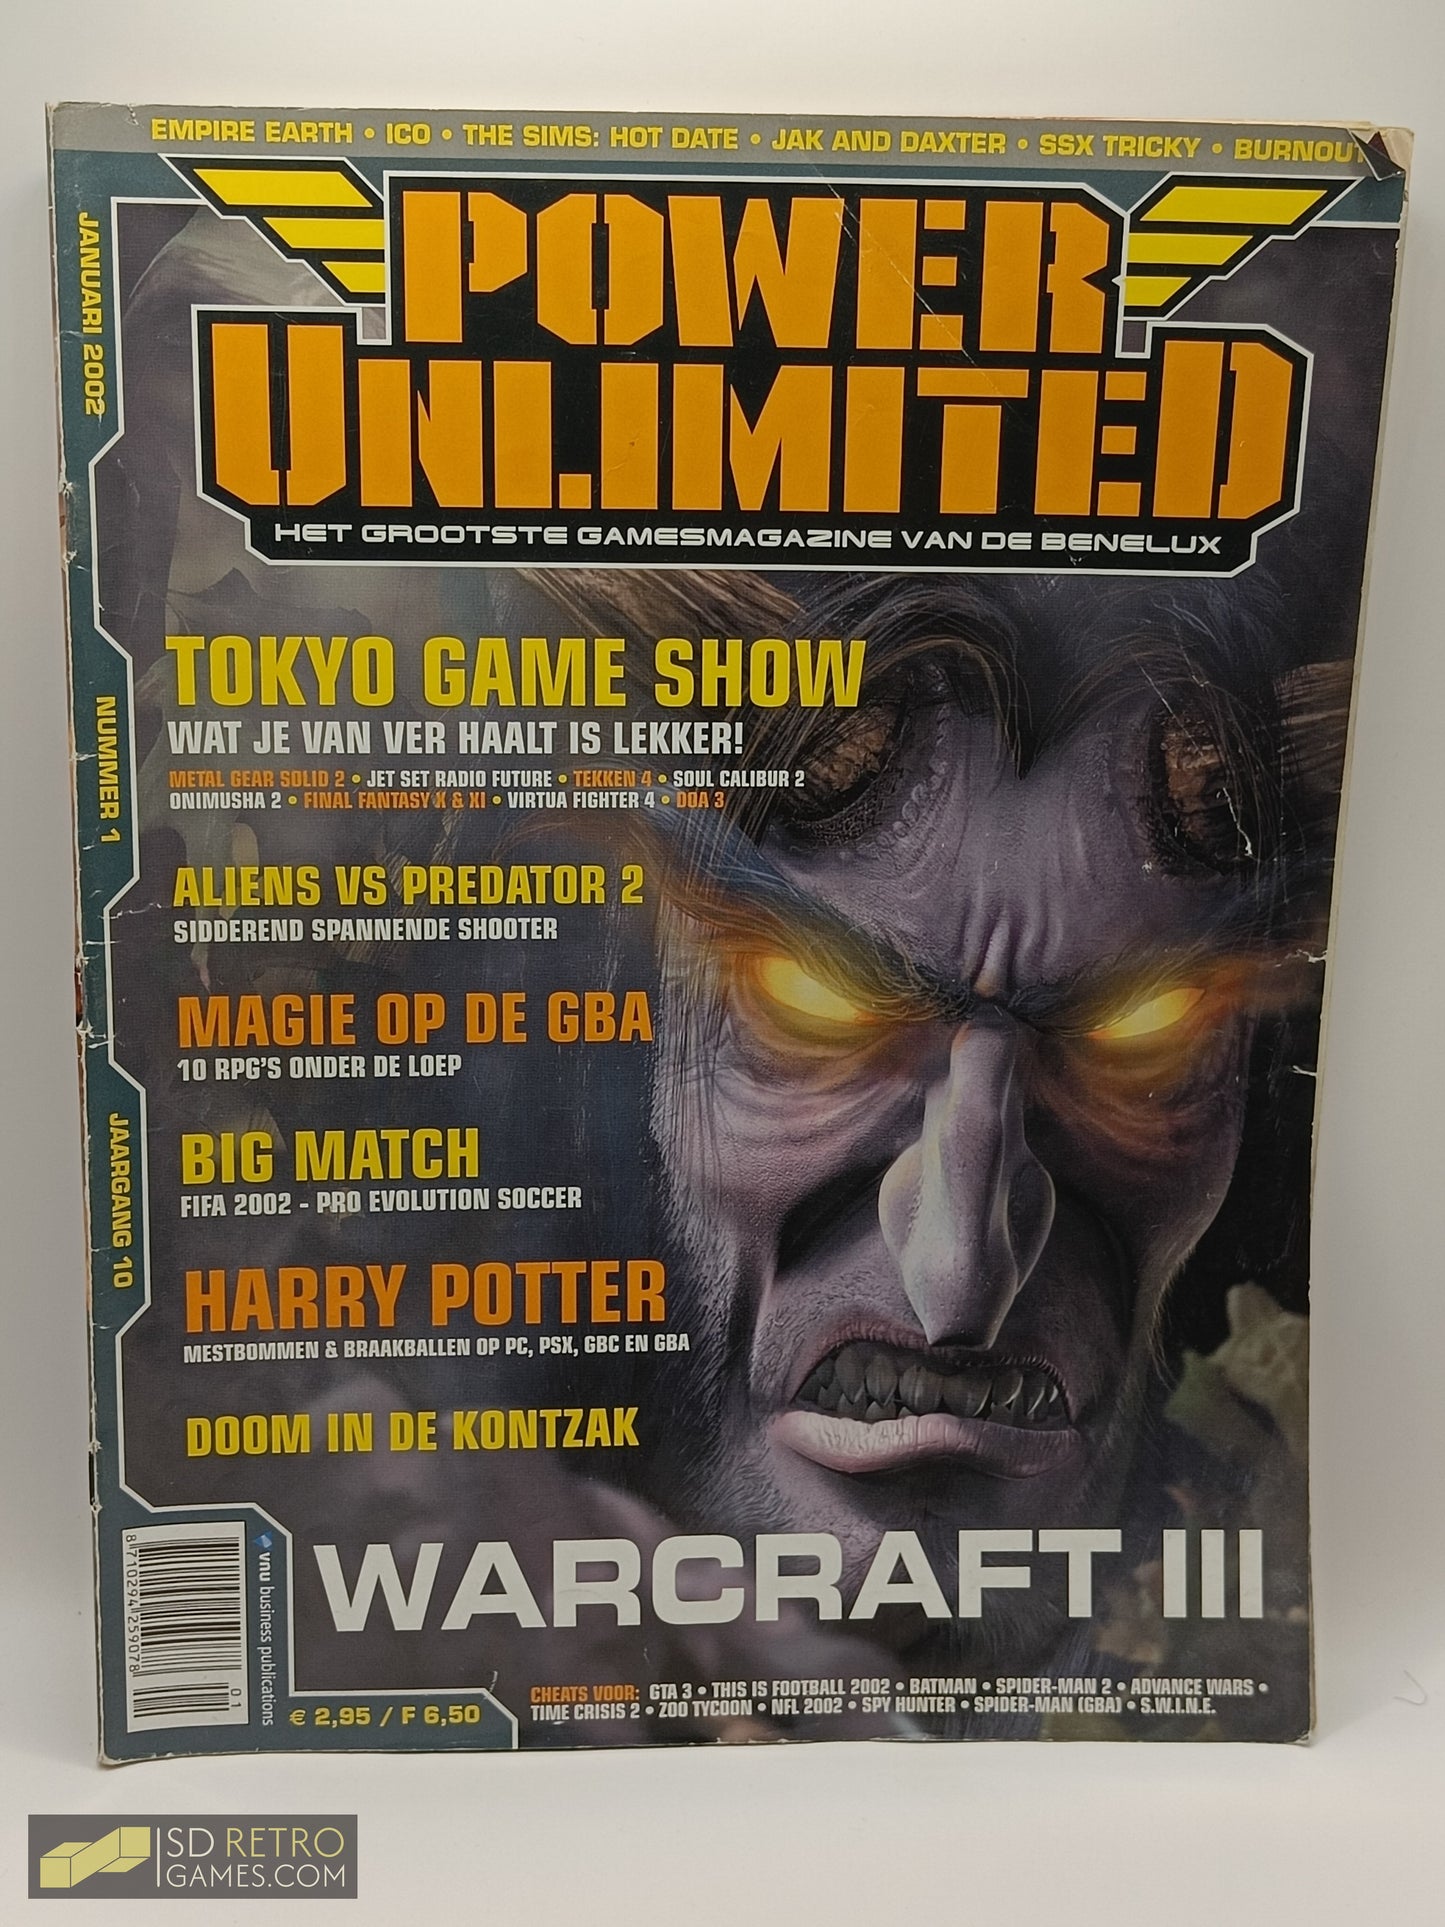 EMPIRE EARTH • ICO • THE SIMS: HOT DATE • JAK AND DAXTER • SSX TRICKY • BURNOUT
POWER
UNLIMITED
HET GROOTSTE GAMESMAGAZINE VAN DE BENELUX
JANUARI 2002
NUMMER 1
JAARGANG 10
TOKYO GAME SHOW
WAT JE VAN VER HAALT IS LEKKER!
METAL GEAR SOLID 2 • JET SET RADIO FUTURE • TEKKEN 4 • SOUL CALIBUR 2
ONIMUSHA 2 • FINAL FANTASY X & XI • VIRTUA FIGHTER 4 • DOA 3
ALIENS VS PREDATOR 2
SIDDEREND SPANNENDE SHOOTER
MAGIE OP DE GBA
10 RPG'S ONDER DE LOEP
BIG MATCH
FIFA 2002 - PRO EVOLUTION SOCCER
HARRY POTTER
MESTBOMMEN & BRAAKBALLEN OP PC, PSX, GBC EN GBA
DOOM IN DE KONTZAK
WARCRAFT III
8 710294 259078
01
vnu business publications
€ 2,95 / F 6,50
CHEATS VOOR: GTA 3 • THIS IS FOOTBALL 2002 • BATMAN • SPIDER-MAN 2 • ADVANCE WARS •
TIME CRISIS 2 • ZOO TYCOON • NFL 2002 • SPY HUNTER • SPIDER-MAN (GBA) • S.W.I.N.E.
SD RETRO
GAMES.COM